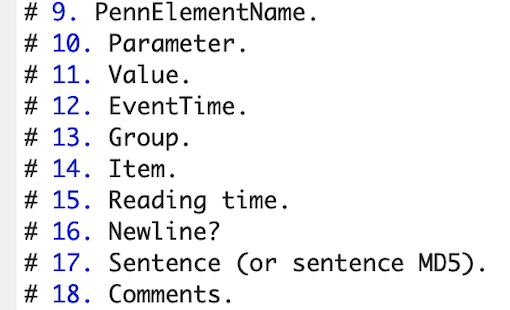 # 9. PennElementName.
# 10. Parameter.
# 11. Value.
# 12. EventTime.
# 13. Group.
# 14. Item.
# 15. Reading time.
# 16. Newline?
# 17. Sentence (or sentence MD5).
# 18. Comments.